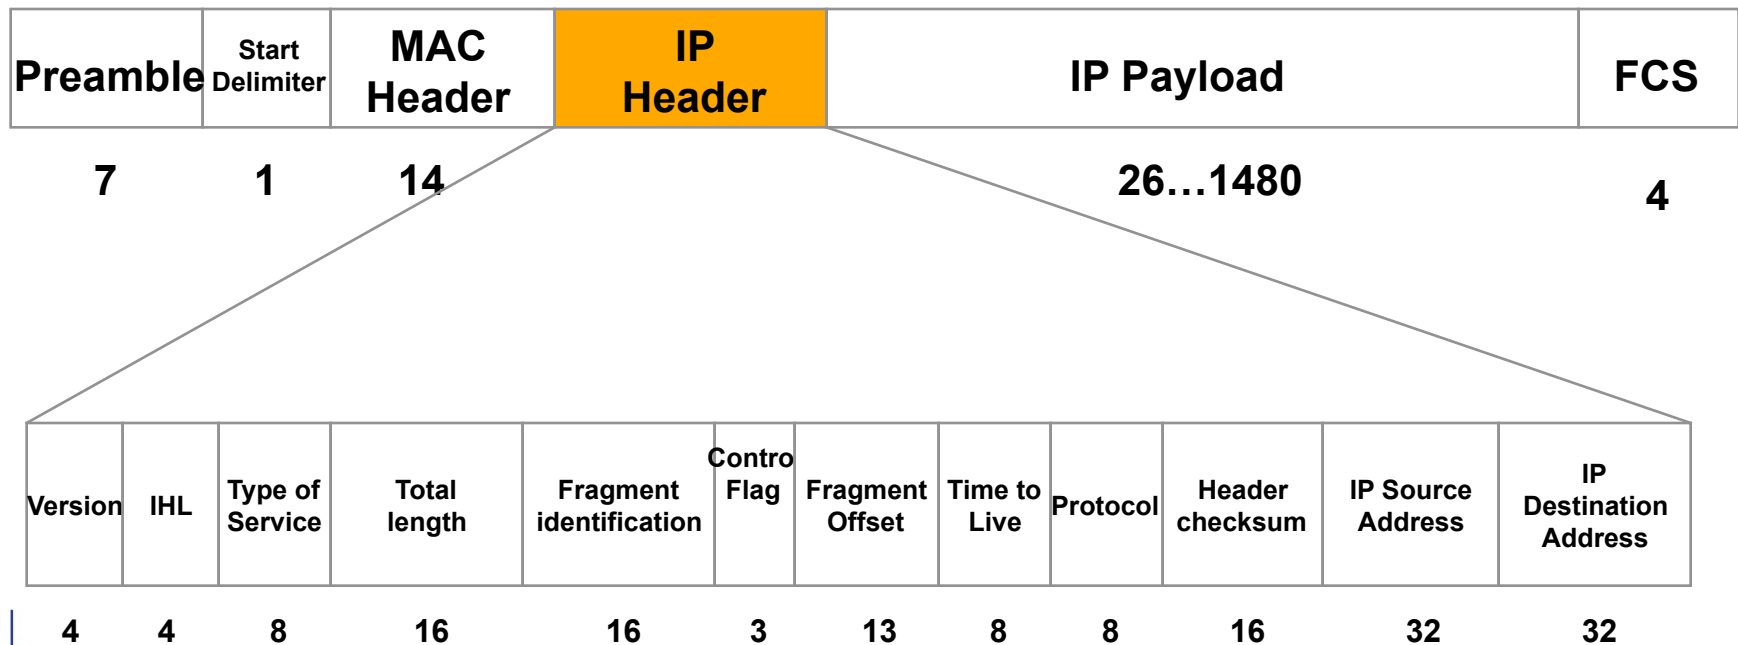 Preamble
Start
Delimiter
MAC
Header
IP
Header
IP Payload
FCS
7
1
14
26…1480
4
Version
IHL
Type of
Service
Total
length
Fragment
identification
Contro
Flag
Fragment
Offset
Time to
Live
Protocol
Header
checksum
IP Source
Address
IP
Destination
Address
4
4
8
16
16
3
13
8
8
16
32
32